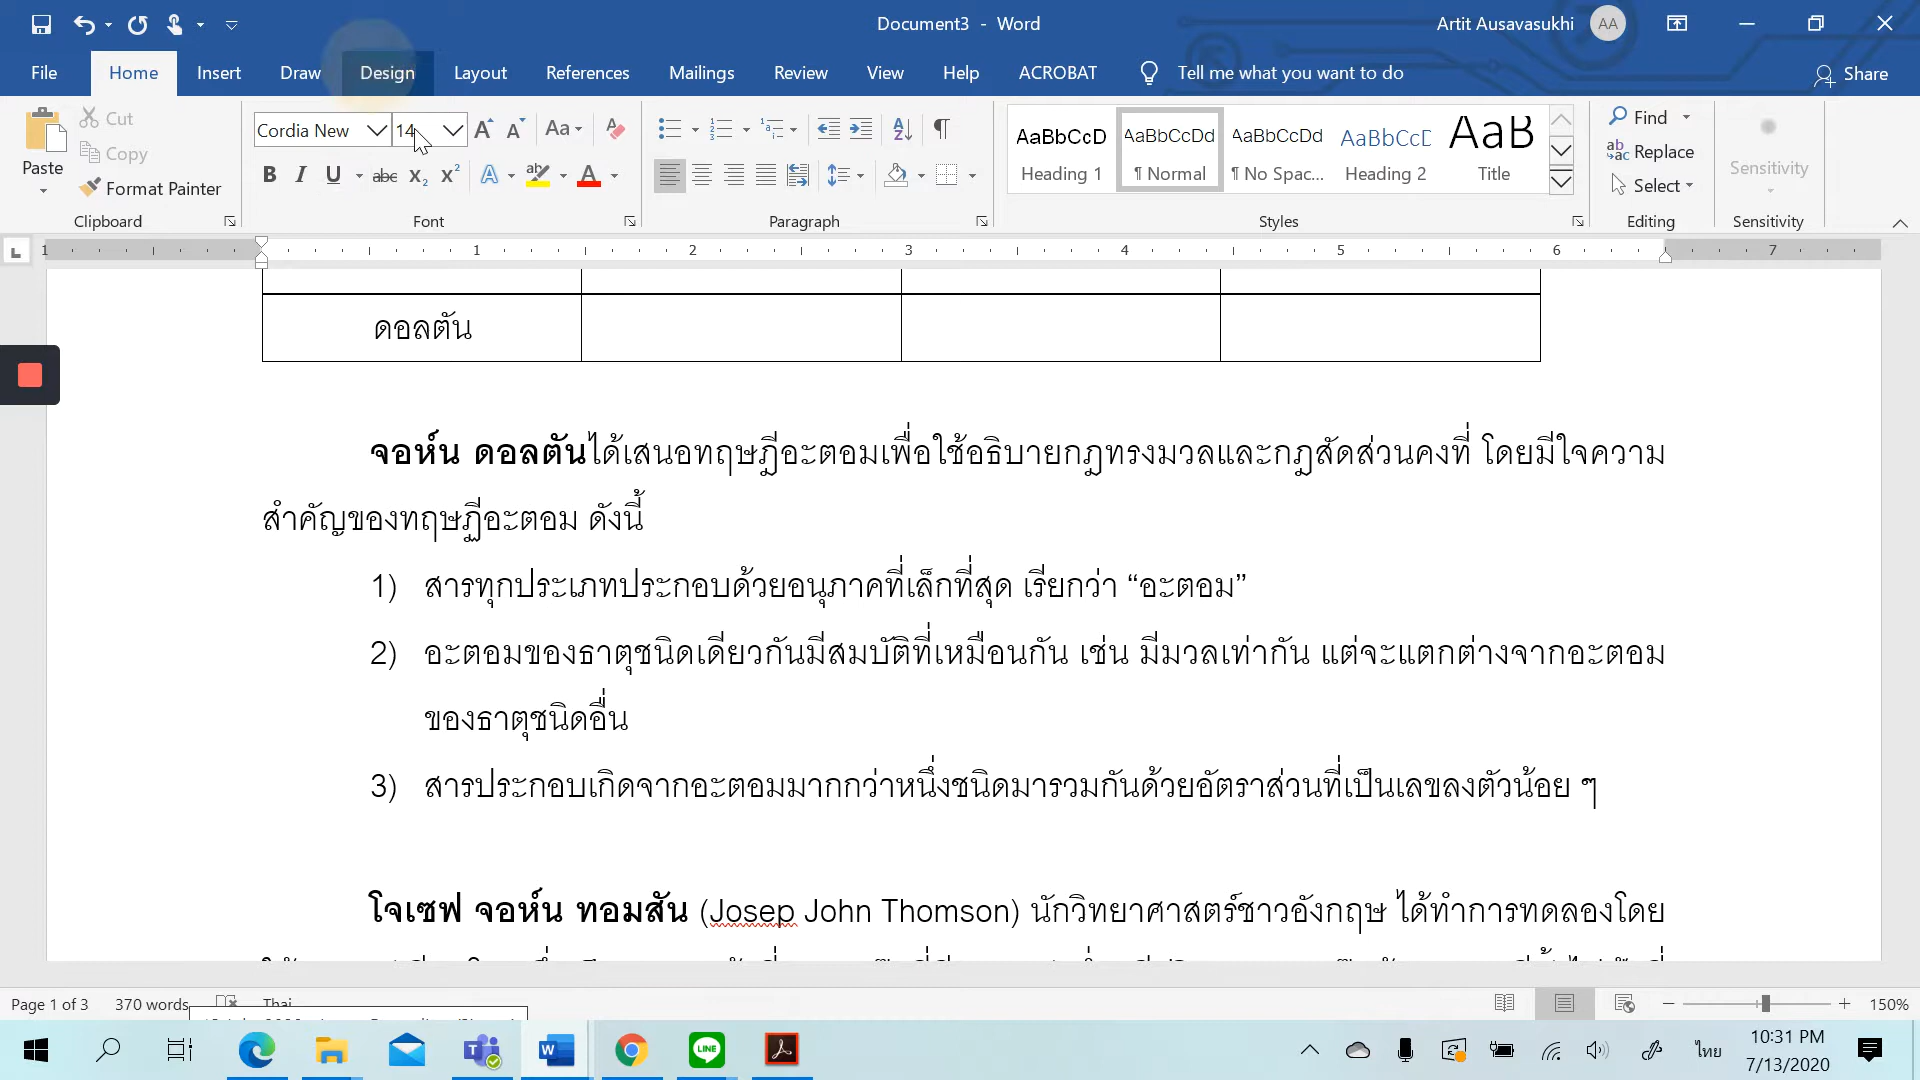 Document3 - Word
Artit Ausavasukhi
AA
File Home Insert Draw Design Layout References Mailings Review View Help ACROBAT Tell me what you want to do Share
Cut
Copy
Paste
Format Painter
Clipboard
Cordia New
14
Font
Paragraph
AaBbCcD AaBbCcDd AaBbCcDd AaBbCcD AaB
Heading 1 ¶ Normal ¶ No Spac... Heading 2 Title
Styles
Find
Replace
Select
Editing
Sensitivity
Sensitivity
1 1 2 3 4 5 6 7
ดอลตัน
จอห์น ดอลตันได้เสนอทฤษฎีอะตอมเพื่อใช้อธิบายกฎทรงมวลและกฎสัดส่วนคงที่ โดยมีใจความ
สำคัญของทฤษฎีอะตอม ดังนี้
1) สารทุกประเภทประกอบด้วยอนุภาคที่เล็กที่สุด เรียกว่า “อะตอม”
2) อะตอมของธาตุชนิดเดียวกันมีสมบัติที่เหมือนกัน เช่น มีมวลเท่ากัน แต่จะแตกต่างจากอะตอม
ของธาตุชนิดอื่น
3) สารประกอบเกิดจากอะตอมมากกว่าหนึ่งชนิดมารวมกันด้วยอัตราส่วนที่เป็นเลขลงตัวน้อย ๆ
โจเซฟ จอห์น ทอมสัน (Josep John Thomson) นักวิทยาศาสตร์ชาวอังกฤษ ได้ทำการทดลองโดย
Page 1 of 3 370 words Thai
150%
ไทย
10:31 PM
7/13/2020